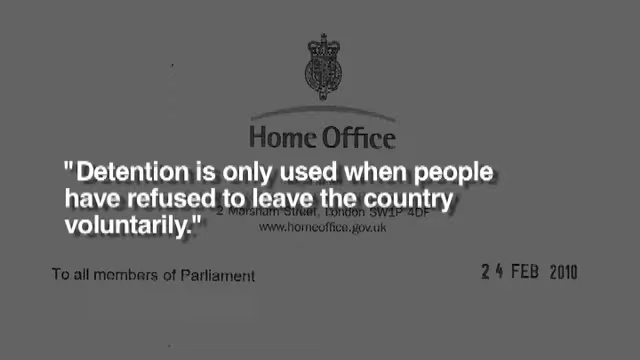 Home Office
"Detention is only used when people
have refused to leave the country
voluntarily."
2 Marsham Street, London SW1P 4DF
www.homeoffice.gov.uk
To all members of Parliament
24 FEB 2010